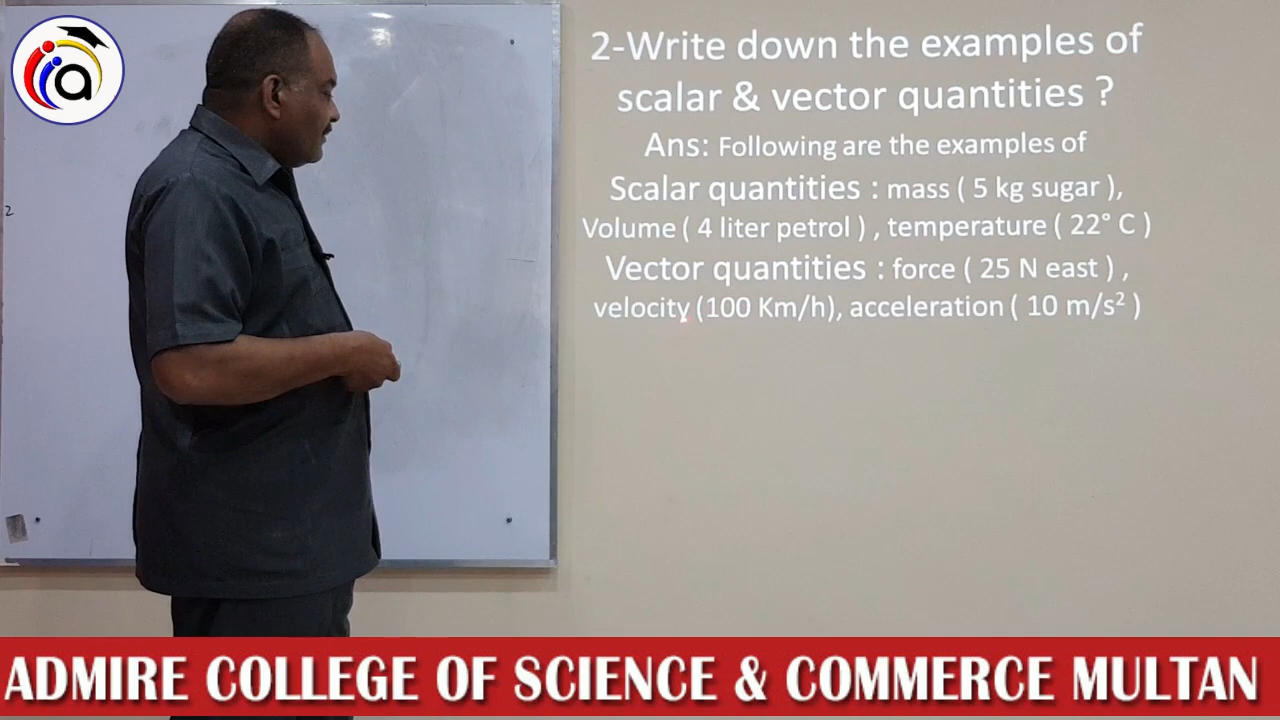 a
2-Write down the examples of
scalar & vector quantities ?
Ans: Following are the examples of
Scalar quantities : mass ( 5 kg sugar ),
Volume ( 4 liter petrol ) , temperature ( 22° C )
Vector quantities : force ( 25 N east ) ,
velocity (100 Km/h), acceleration ( 10 m/s² )
2
ADMIRE COLLEGE OF SCIENCE & COMMERCE MULTAN